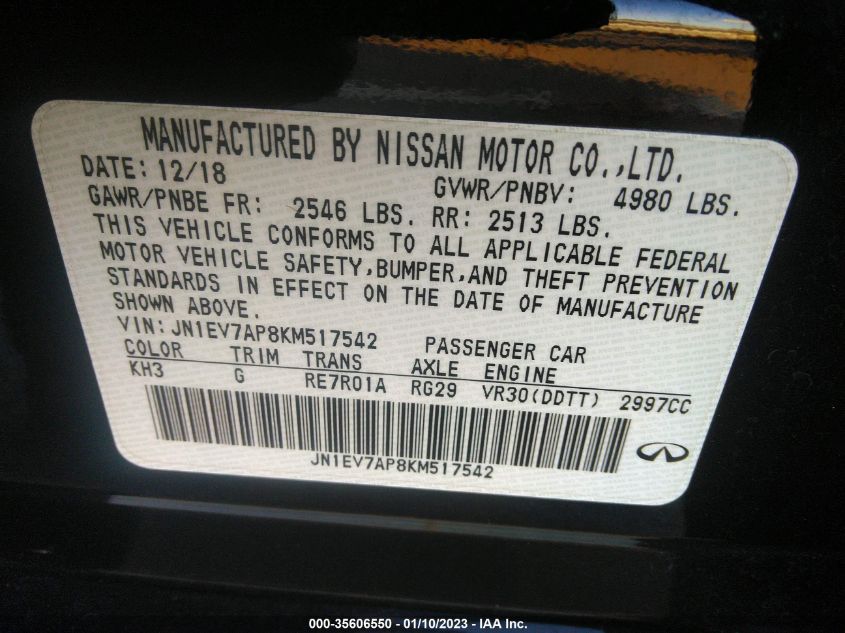 MANUFACTURED BY NISSAN MOTOR CO.,LTD.
DATE: 12/18 GVWR/PNBV: 4980 LBS.
GAWR/PNBE FR: 2546 LBS. RR: 2513 LBS.
THIS VEHICLE CONFORMS TO ALL APPLICABLE FEDERAL
MOTOR VEHICLE SAFETY,BUMPER,AND THEFT PREVENTION
STANDARDS IN EFFECT ON THE DATE OF MANUFACTURE
SHOWN ABOVE.
VIN:JN1EV7AP8KM517542 PASSENGER CAR
COLOR TRIM TRANS AXLE ENGINE
KH3 G RE7R01A RG29 VR30(DDTT) 2997CC
JN1EV7AP8KM517542
000-35606550 - 01/10/2023 - IAA Inc.